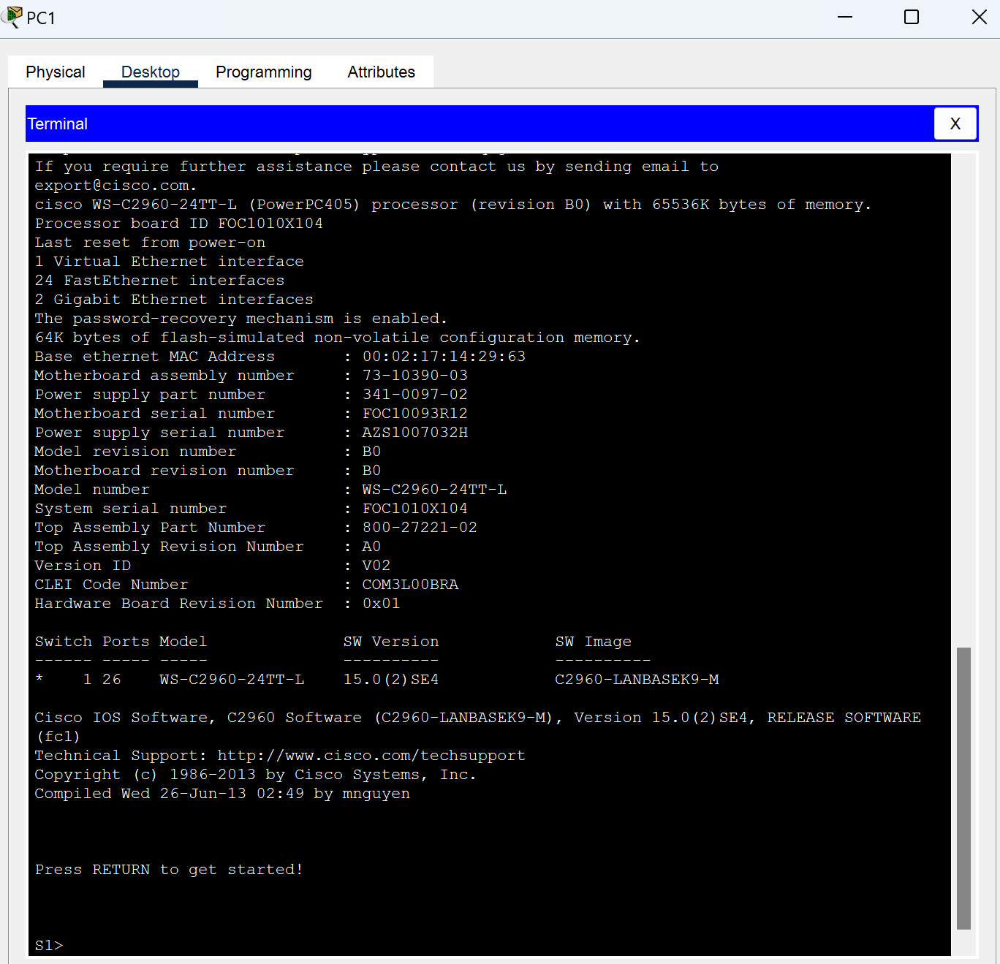 PC1
Physical Desktop Programming Attributes
Terminal X
If you require further assistance please contact us by sending email to
export@cisco.com.
cisco WS-C2960-24TT-L (PowerPC405) processor (revision B0) with 65536K bytes of memory.
Processor board ID FOC1010X104
Last reset from power-on
1 Virtual Ethernet interface
24 FastEthernet interfaces
2 Gigabit Ethernet interfaces
The password-recovery mechanism is enabled.
64K bytes of flash-simulated non-volatile configuration memory.
Base ethernet MAC Address : 00:02:17:14:29:63
Motherboard assembly number : 73-10390-03
Power supply part number : 341-0097-02
Motherboard serial number : FOC10093R12
Power supply serial number : AZS1007032H
Model revision number : B0
Motherboard revision number : B0
Model number : WS-C2960-24TT-L
System serial number : FOC1010X104
Top Assembly Part Number : 800-27221-02
Top Assembly Revision Number : A0
Version ID : V02
CLEI Code Number : COM3L00BRA
Hardware Board Revision Number : 0x01
Switch Ports Model SW Version SW Image
------ ----- ----- ---------- ----------
* 1 26 WS-C2960-24TT-L 15.0(2)SE4 C2960-LANBASEK9-M
Cisco IOS Software, C2960 Software (C2960-LANBASEK9-M), Version 15.0(2)SE4, RELEASE SOFTWARE
(fc1)
Technical Support: http://www.cisco.com/techsupport
Copyright (c) 1986-2013 by Cisco Systems, Inc.
Compiled Wed 26-Jun-13 02:49 by mnguyen
Press RETURN to get started!
S1>